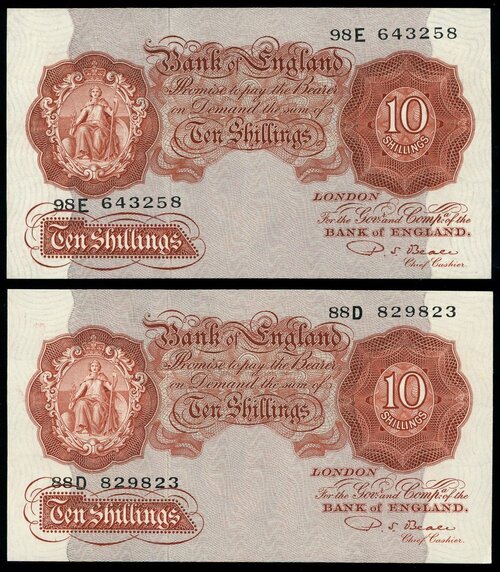 98E 643258
Bank of England
Promise to pay the Bearer
on Demand the sum of
Ten Shillings
10
SHILLINGS
98E 643258
Ten Shillings
LONDON
For the Govr. and Compa. of the
BANK OF ENGLAND.
P. S. Beale
Chief Cashier.
88D 829823
Bank of England
Promise to pay the Bearer
on Demand the sum of
Ten Shillings
10
SHILLINGS
88D 829823
Ten Shillings
LONDON
For the Govr. and Compa. of the
BANK OF ENGLAND.
P. S. Beale
Chief Cashier.